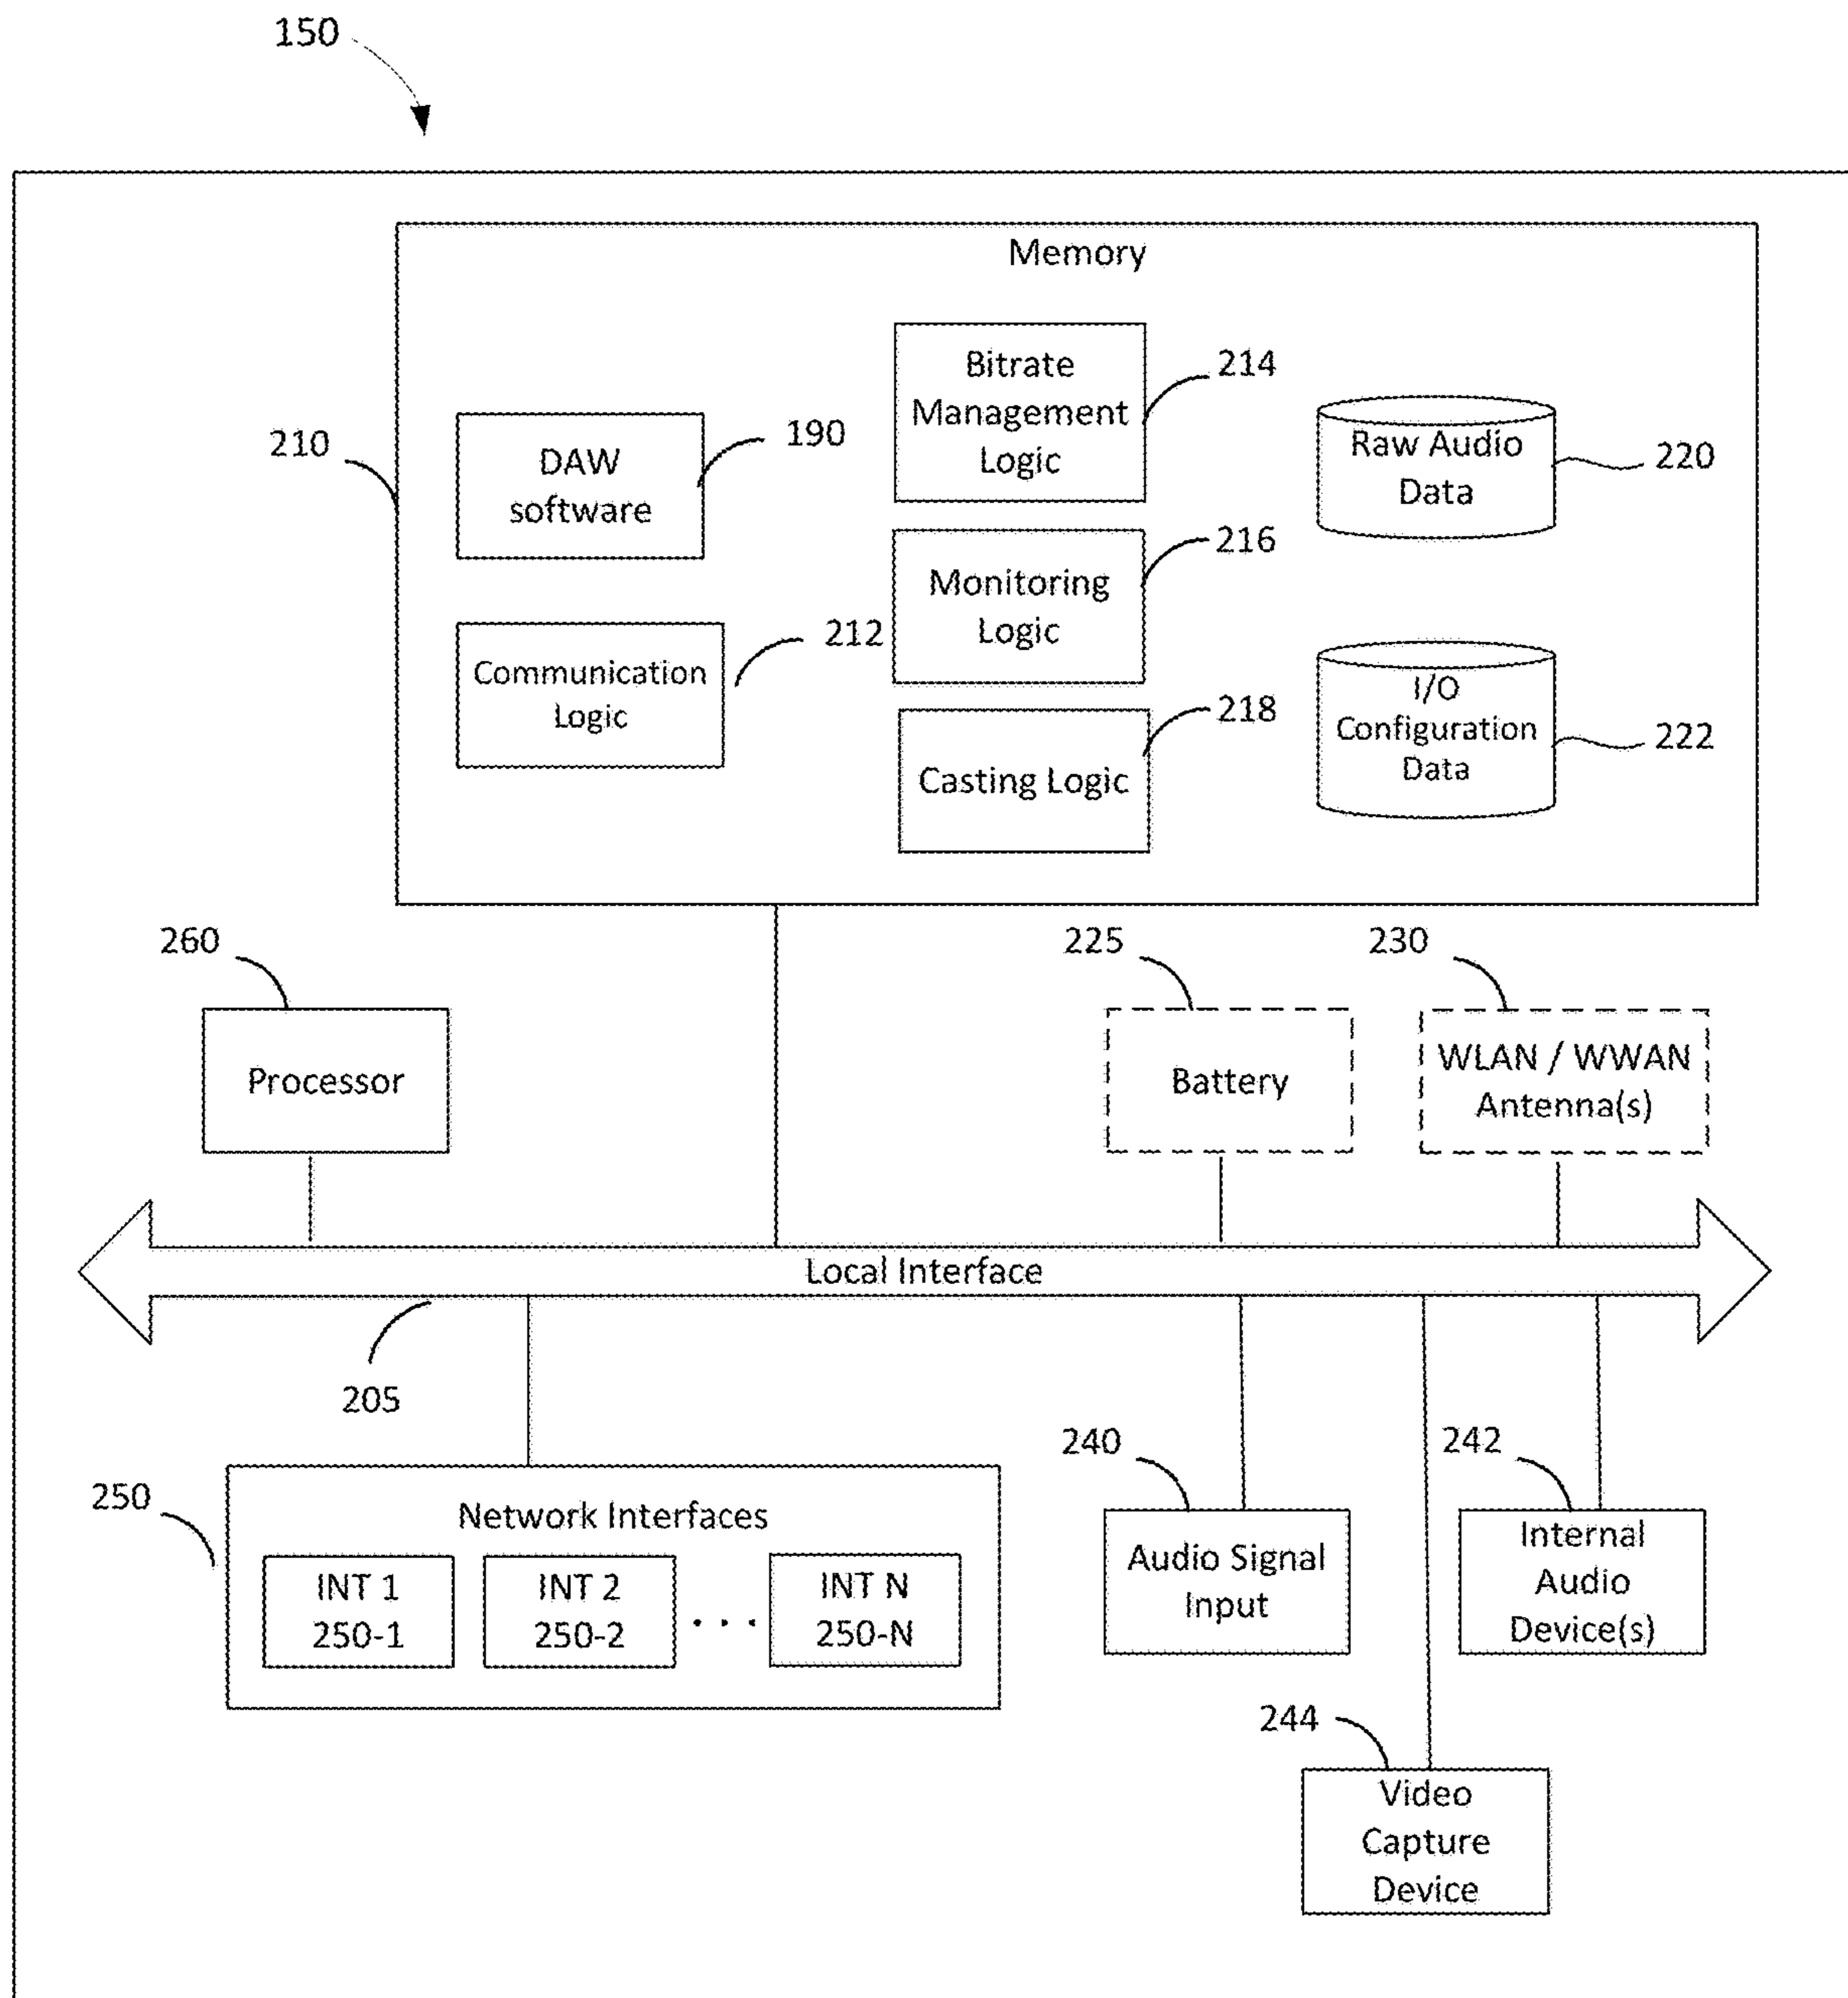 150
Memory
Bitrate
Management
Logic
214
DAW
software
190
210
Raw Audio
Data
220
Monitoring
Logic
216
Communication
Logic
212
I/O
Configuration
Data
222
Casting Logic
218
260
Processor
225
Battery
230
WLAN / WWAN
Antenna(s)
Local Interface
205
250
Network Interfaces
INT 1
250-1
INT 2
250-2
. . .
INT N
250-N
240
Audio Signal
Input
242
Internal
Audio
Device(s)
244
Video
Capture
Device